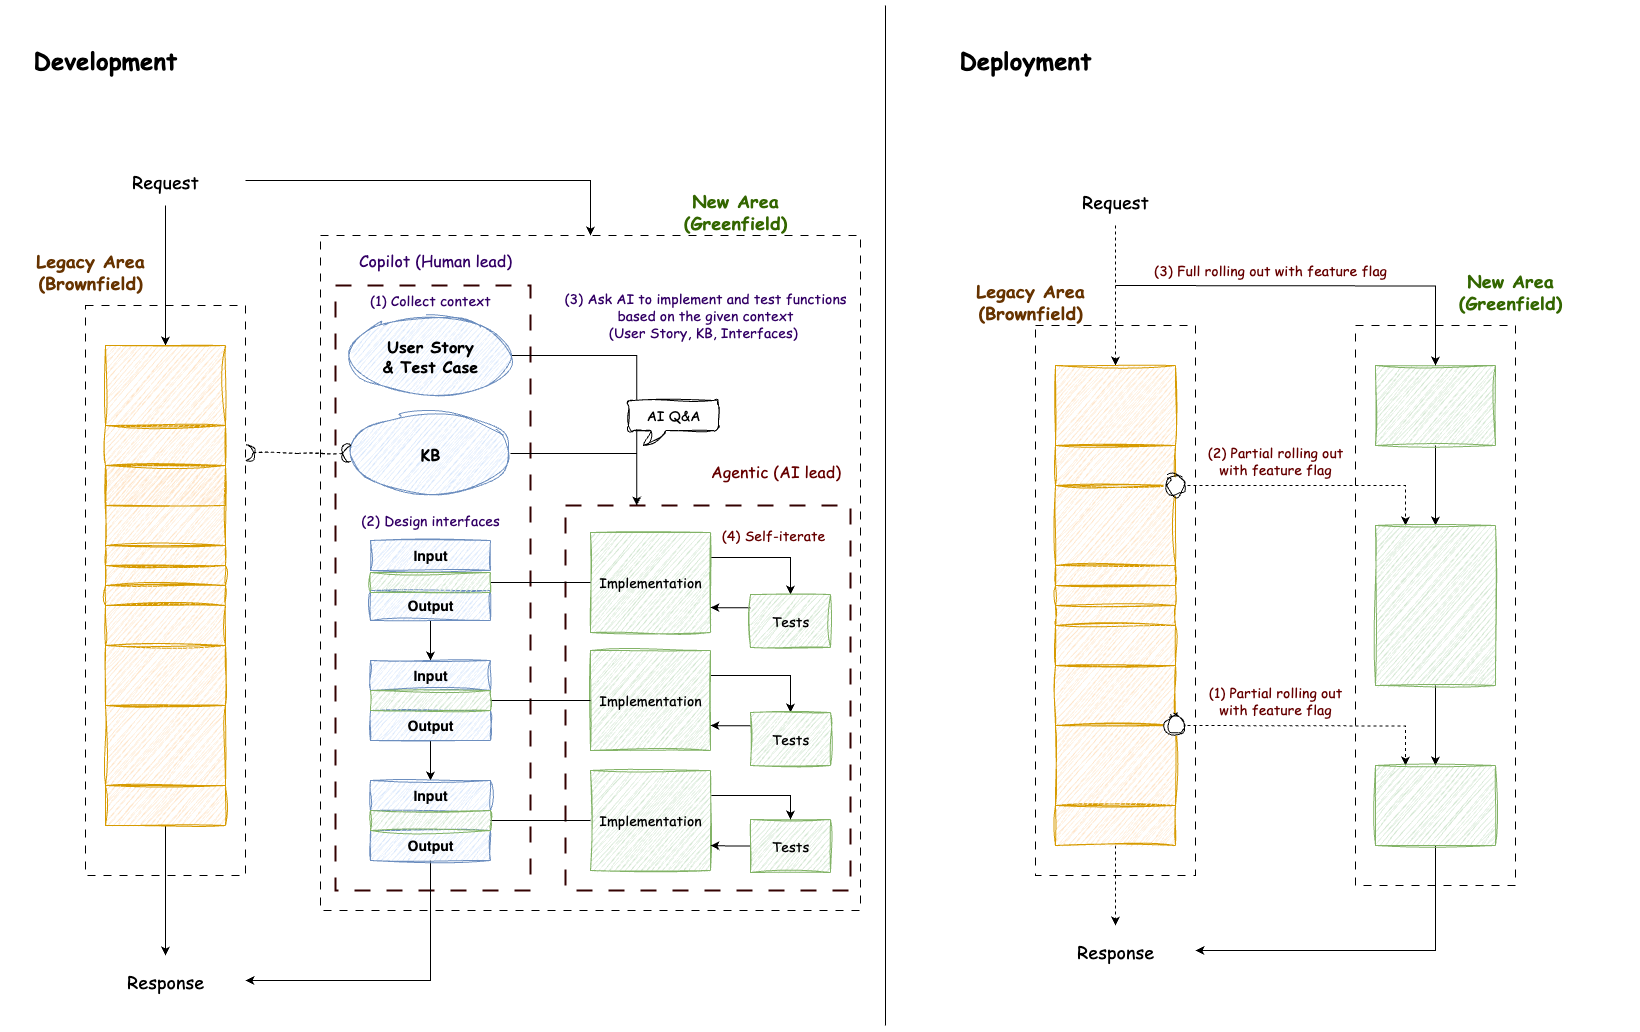 Development
Request
New Area
(Greenfield)
Legacy Area
(Brownfield)
Copilot (Human lead)
(1) Collect context
User Story
& Test Case
(3) Ask AI to implement and test functions
based on the given context
(User Story, KB, Interfaces)
AI Q&A
KB
Agentic (AI lead)
(2) Design interfaces
(4) Self-iterate
Input
Output
Implementation
Tests
Input
Output
Implementation
Tests
Input
Output
Implementation
Tests
Response
Deployment
Request
(3) Full rolling out with feature flag
Legacy Area
(Brownfield)
New Area
(Greenfield)
(2) Partial rolling out
with feature flag
(1) Partial rolling out
with feature flag
Response